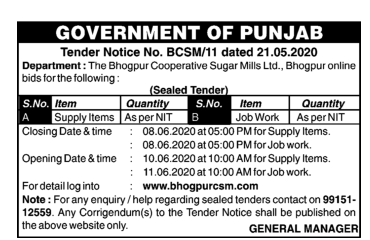 GOVERNMENT OF PUNJAB
Tender Notice No. BCSM/11 dated 21.05.2020
Department : The Bhogpur Cooperative Sugar Mills Ltd., Bhogpur online
bids for the following :
(Sealed Tender)
S.No. Item Quantity S.No. Item Quantity
A Supply Items As per NIT B Job Work As per NIT
Closing Date & time : 08.06.2020 at 05:00 PM for Supply Items.
: 08.06.2020 at 05:00 PM for Job work.
Opening Date & time : 10.06.2020 at 10:00 AM for Supply Items.
: 11.06.2020 at 10:00 AM for Job work.
For detail log into : www.bhogpurcsm.com
Note : For any enquiry / help regarding sealed tenders contact on 99151-
12559. Any Corrigendum(s) to the Tender Notice shall be published on
the above website only.
GENERAL MANAGER